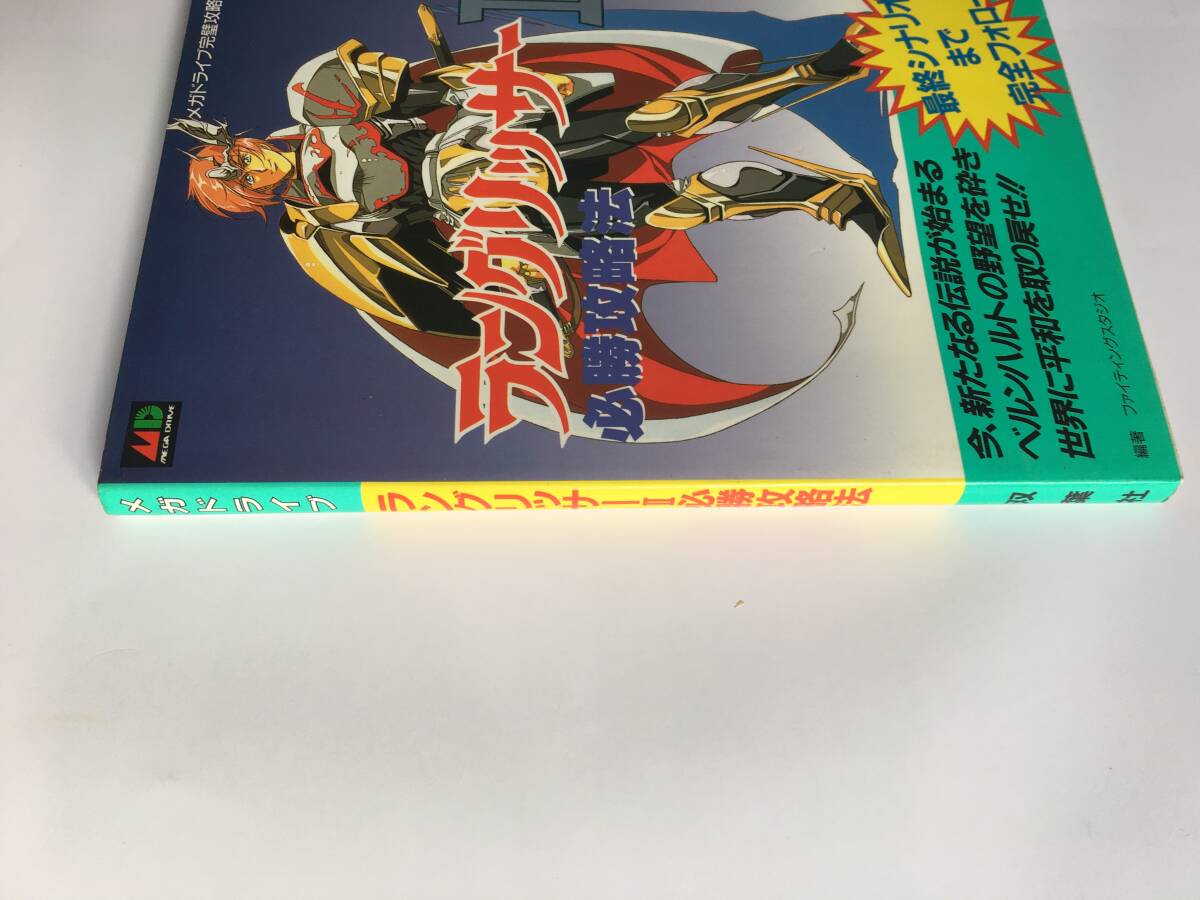 メガドライブ完璧攻略
II
ラングリッサー
必勝攻略法
最終シナリオ
まで
完全フォロー
今、新たなる伝説が始まる
ベルンハルトの野望を砕き
世界に平和を取り戻せ!!
編著 ファイティングスタジオ
MD
MEGA DRIVE
メガドライブ
ラングリッサーII必勝攻略法
双葉社